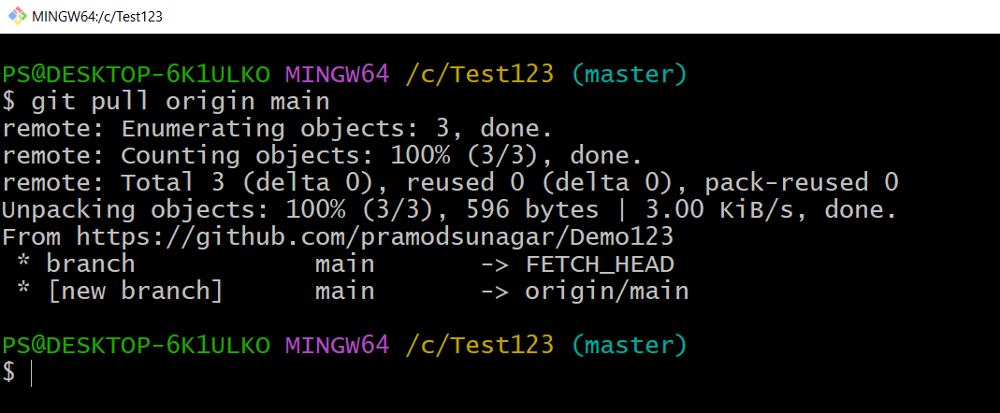 MINGW64:/c/Test123
PS@DESKTOP-6K1ULKO MINGW64 /c/Test123 (master)
$ git pull origin main
remote: Enumerating objects: 3, done.
remote: Counting objects: 100% (3/3), done.
remote: Total 3 (delta 0), reused 0 (delta 0), pack-reused 0
Unpacking objects: 100% (3/3), 596 bytes | 3.00 KiB/s, done.
From https://github.com/pramodsunagar/Demo123
 * branch            main       -> FETCH_HEAD
 * [new branch]      main       -> origin/main
PS@DESKTOP-6K1ULKO MINGW64 /c/Test123 (master)
$